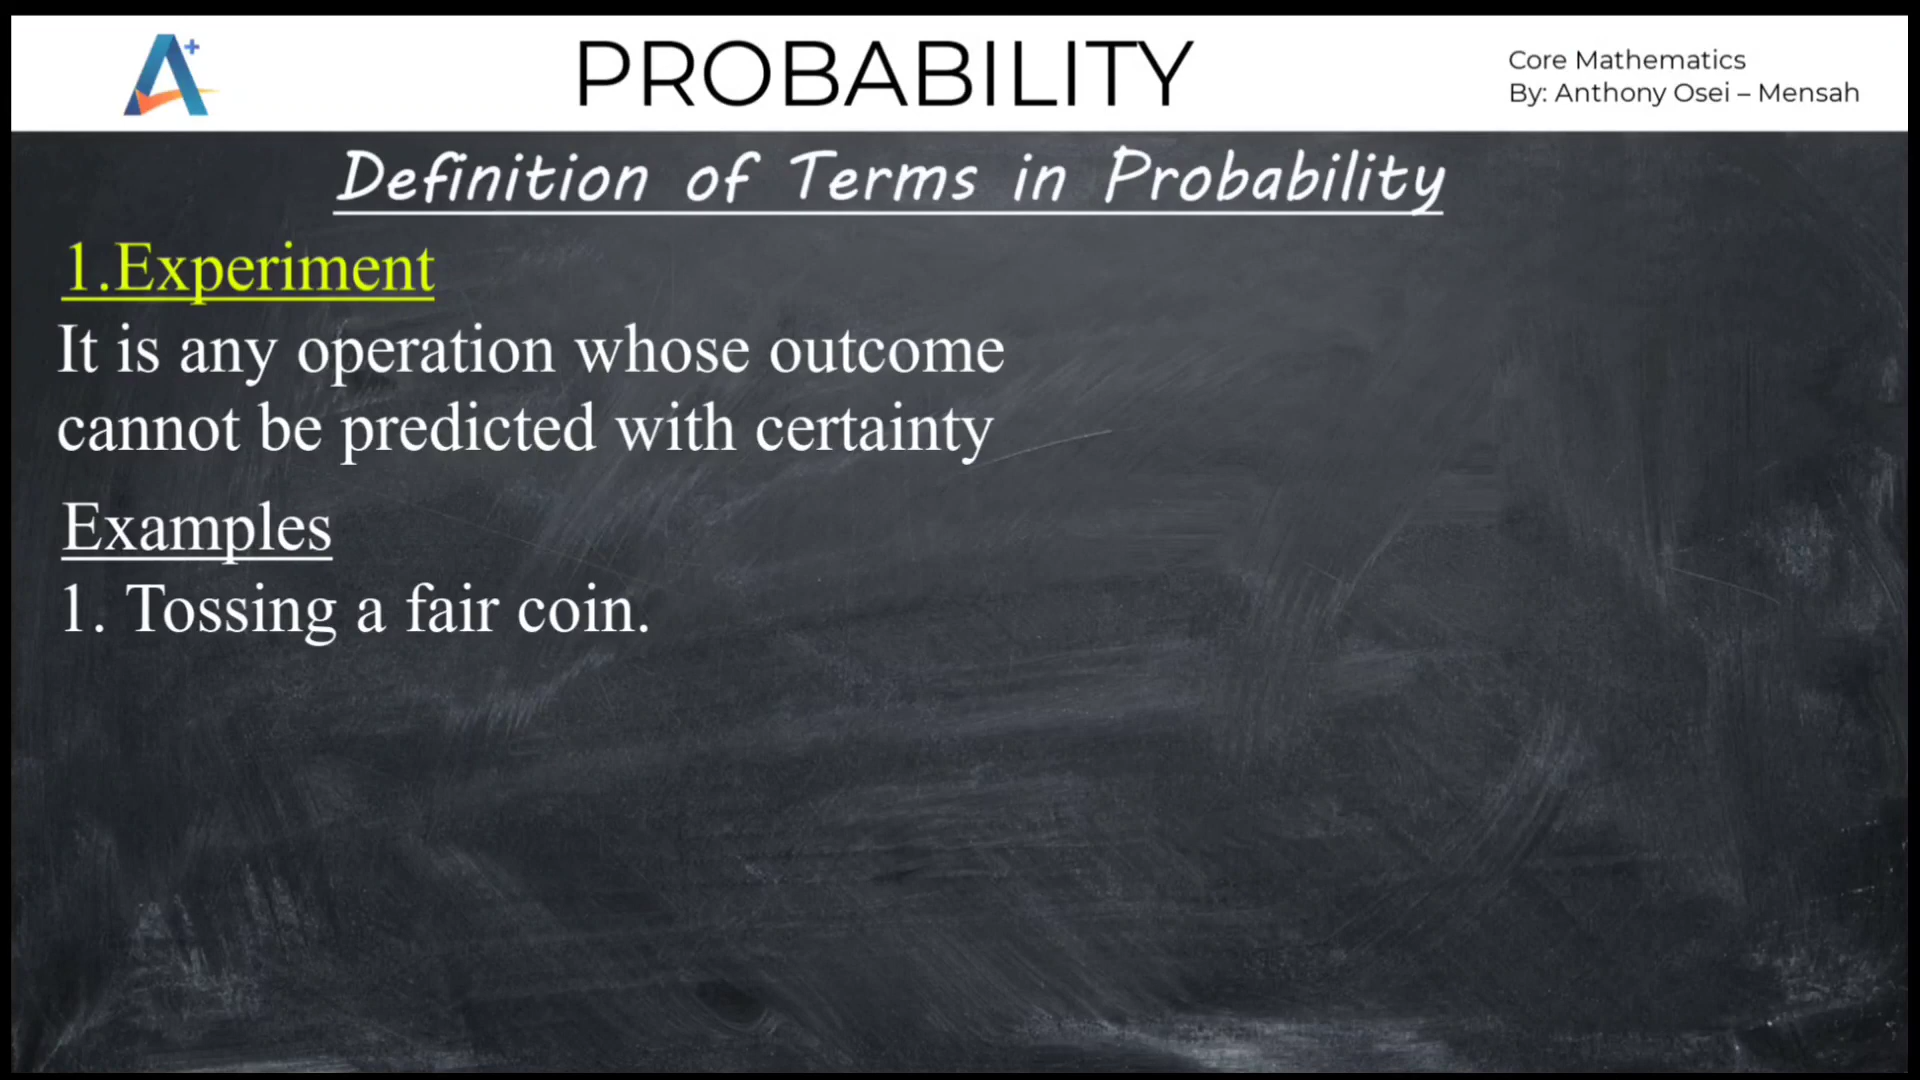 PROBABILITY
Core Mathematics
By: Anthony Osei – Mensah
Definition of Terms in Probability
1.Experiment
It is any operation whose outcome
cannot be predicted with certainty
Examples
1. Tossing a fair coin.